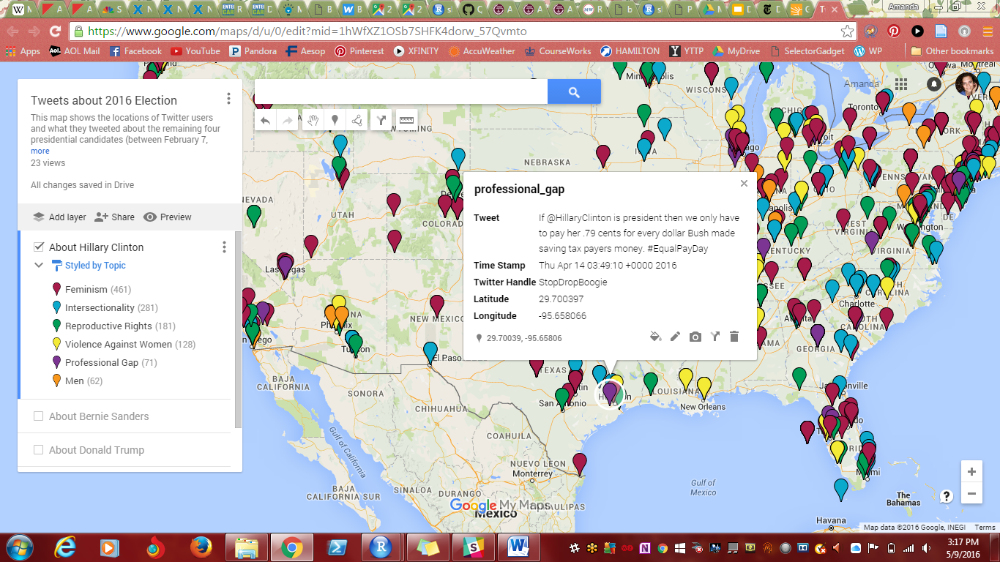 Amanda
https://www.google.com/maps/d/u/0/edit?mid=1hWfXZ1OSb7SHFK4dorw_57Qvmto
Apps AOL Mail Facebook YouTube Pandora Aesop Pinterest XFINITY AccuWeather CourseWorks HAMILTON YTTP MyDrive SelectorGadget WP Other bookmarks
Tweets about 2016 Election
This map shows the locations of Twitter users
and what they tweeted about the remaining four
presidential candidates (between February 7,
more
23 views
All changes saved in Drive
Add layer Share Preview
About Hillary Clinton
Styled by Topic
Feminism (461)
Intersectionality (281)
Reproductive Rights (181)
Violence Against Women (128)
Professional Gap (71)
Men (62)
About Bernie Sanders
About Donald Trump
professional_gap
Tweet If @HillaryClinton is president then we only have
to pay her .79 cents for every dollar Bush made
saving tax payers money. #EqualPayDay
Time Stamp Thu Apr 14 03:49:10 +0000 2016
Twitter Handle StopDropBoogie
Latitude 29.700397
Longitude -95.658066
29.70039, -95.65806
Amanda
WISCONSIN
Toronto
NEBRASKA
UTAH
Las Vegas
NEW MEXICO
El Paso
TEXAS
San Antonio
LOUISIANA
New Orleans
Charlotte
Washington
BAJA
CALIFORNIA
SONORA
CHIHUAHUA
COAHUILA
Gulf of
California
NUEVO LEON
Monterrey
BAJA
CALIFORNIA SUR
SINALOA
DURANGO
Google My Maps
Mexico
Gulf of
Mexico
Miami
The
Bahamas
Havana
Map data ©2016 Google, INEGI Terms
3:17 PM
5/9/2016